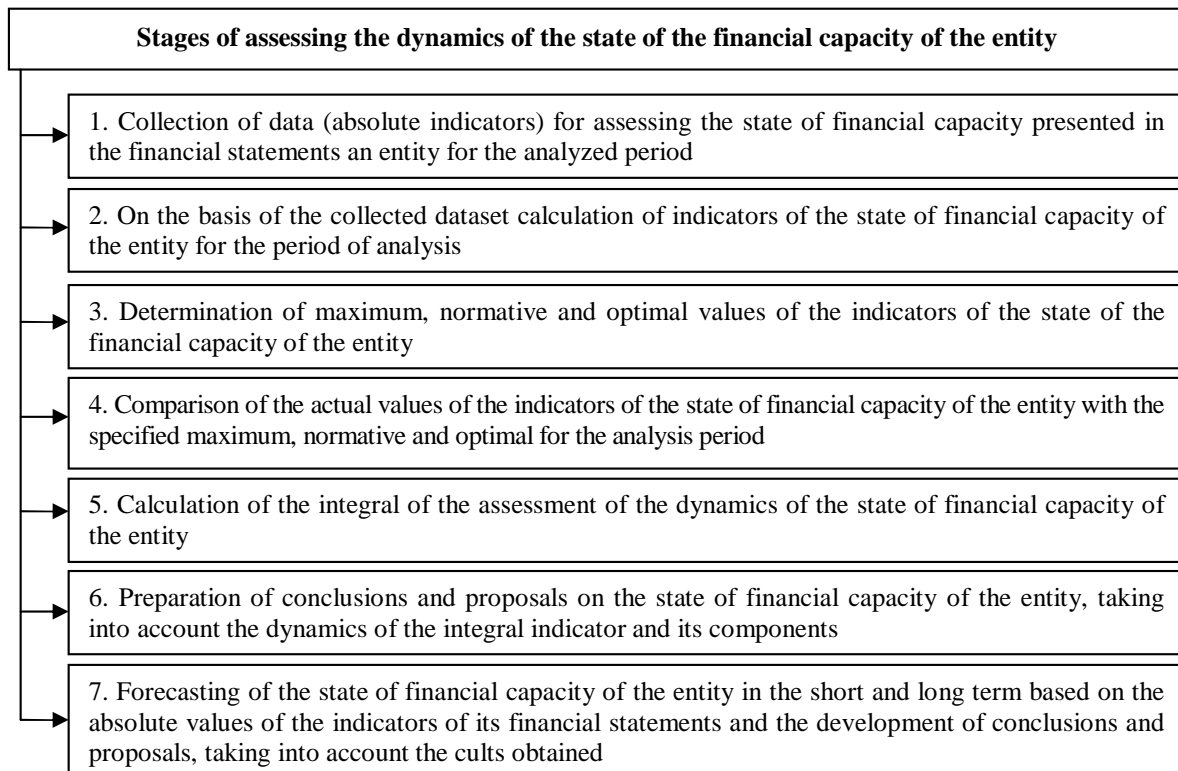 Stages of assessing the dynamics of the state of the financial capacity of the entity
1. Collection of data (absolute indicators) for assessing the state of financial capacity presented in
the financial statements an entity for the analyzed period
2. On the basis of the collected dataset calculation of indicators of the state of financial capacity of
the entity for the period of analysis
3. Determination of maximum, normative and optimal values of the indicators of the state of the
financial capacity of the entity
4. Comparison of the actual values of the indicators of the state of financial capacity of the entity with the
specified maximum, normative and optimal for the analysis period
5. Calculation of the integral of the assessment of the dynamics of the state of financial capacity of
the entity
6. Preparation of conclusions and proposals on the state of financial capacity of the entity, taking
into account the dynamics of the integral indicator and its components
7. Forecasting of the state of financial capacity of the entity in the short and long term based on the
absolute values of the indicators of its financial statements and the development of conclusions and
proposals, taking into account the cults obtained